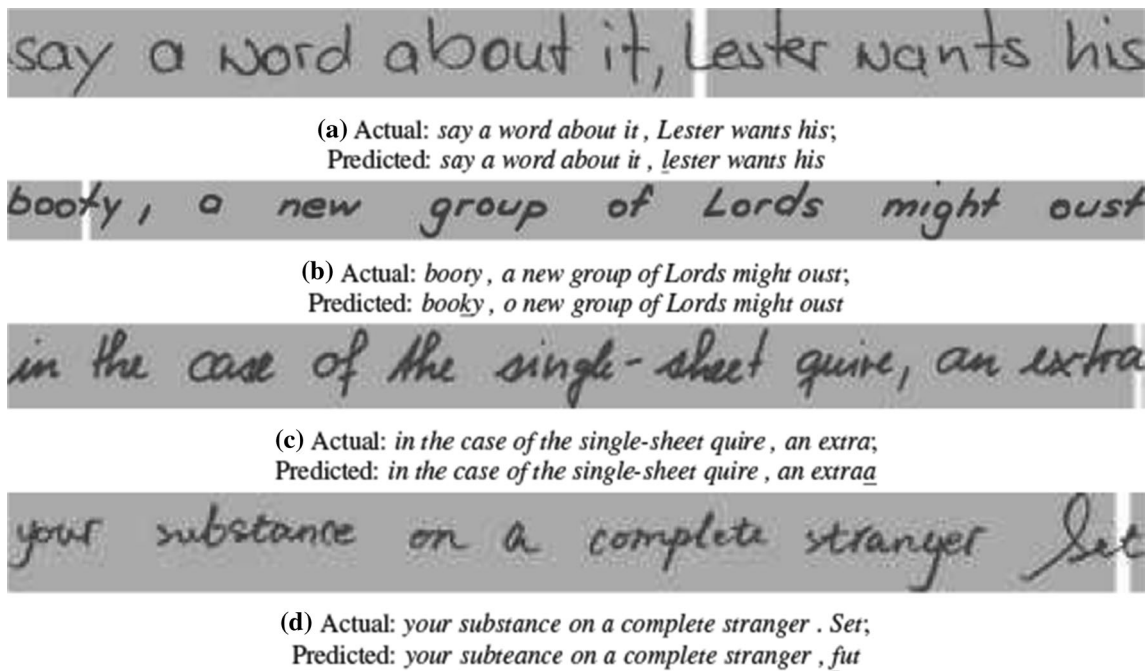 say a word about it, Lester wants his
(a) Actual: say a word about it , Lester wants his;
Predicted: say a word about it , lester wants his
booty, a new group of Lords might oust
(b) Actual: booty , a new group of Lords might oust;
Predicted: booky, o new group of Lords might oust
in the case of the single-sheet quire, an extra
(c) Actual: in the case of the single-sheet quire , an extra;
Predicted: in the case of the single-sheet quire , an extraa
your substance on a complete stranger Set
(d) Actual: your substance on a complete stranger . Set;
Predicted: your subteance on a complete stranger , fut